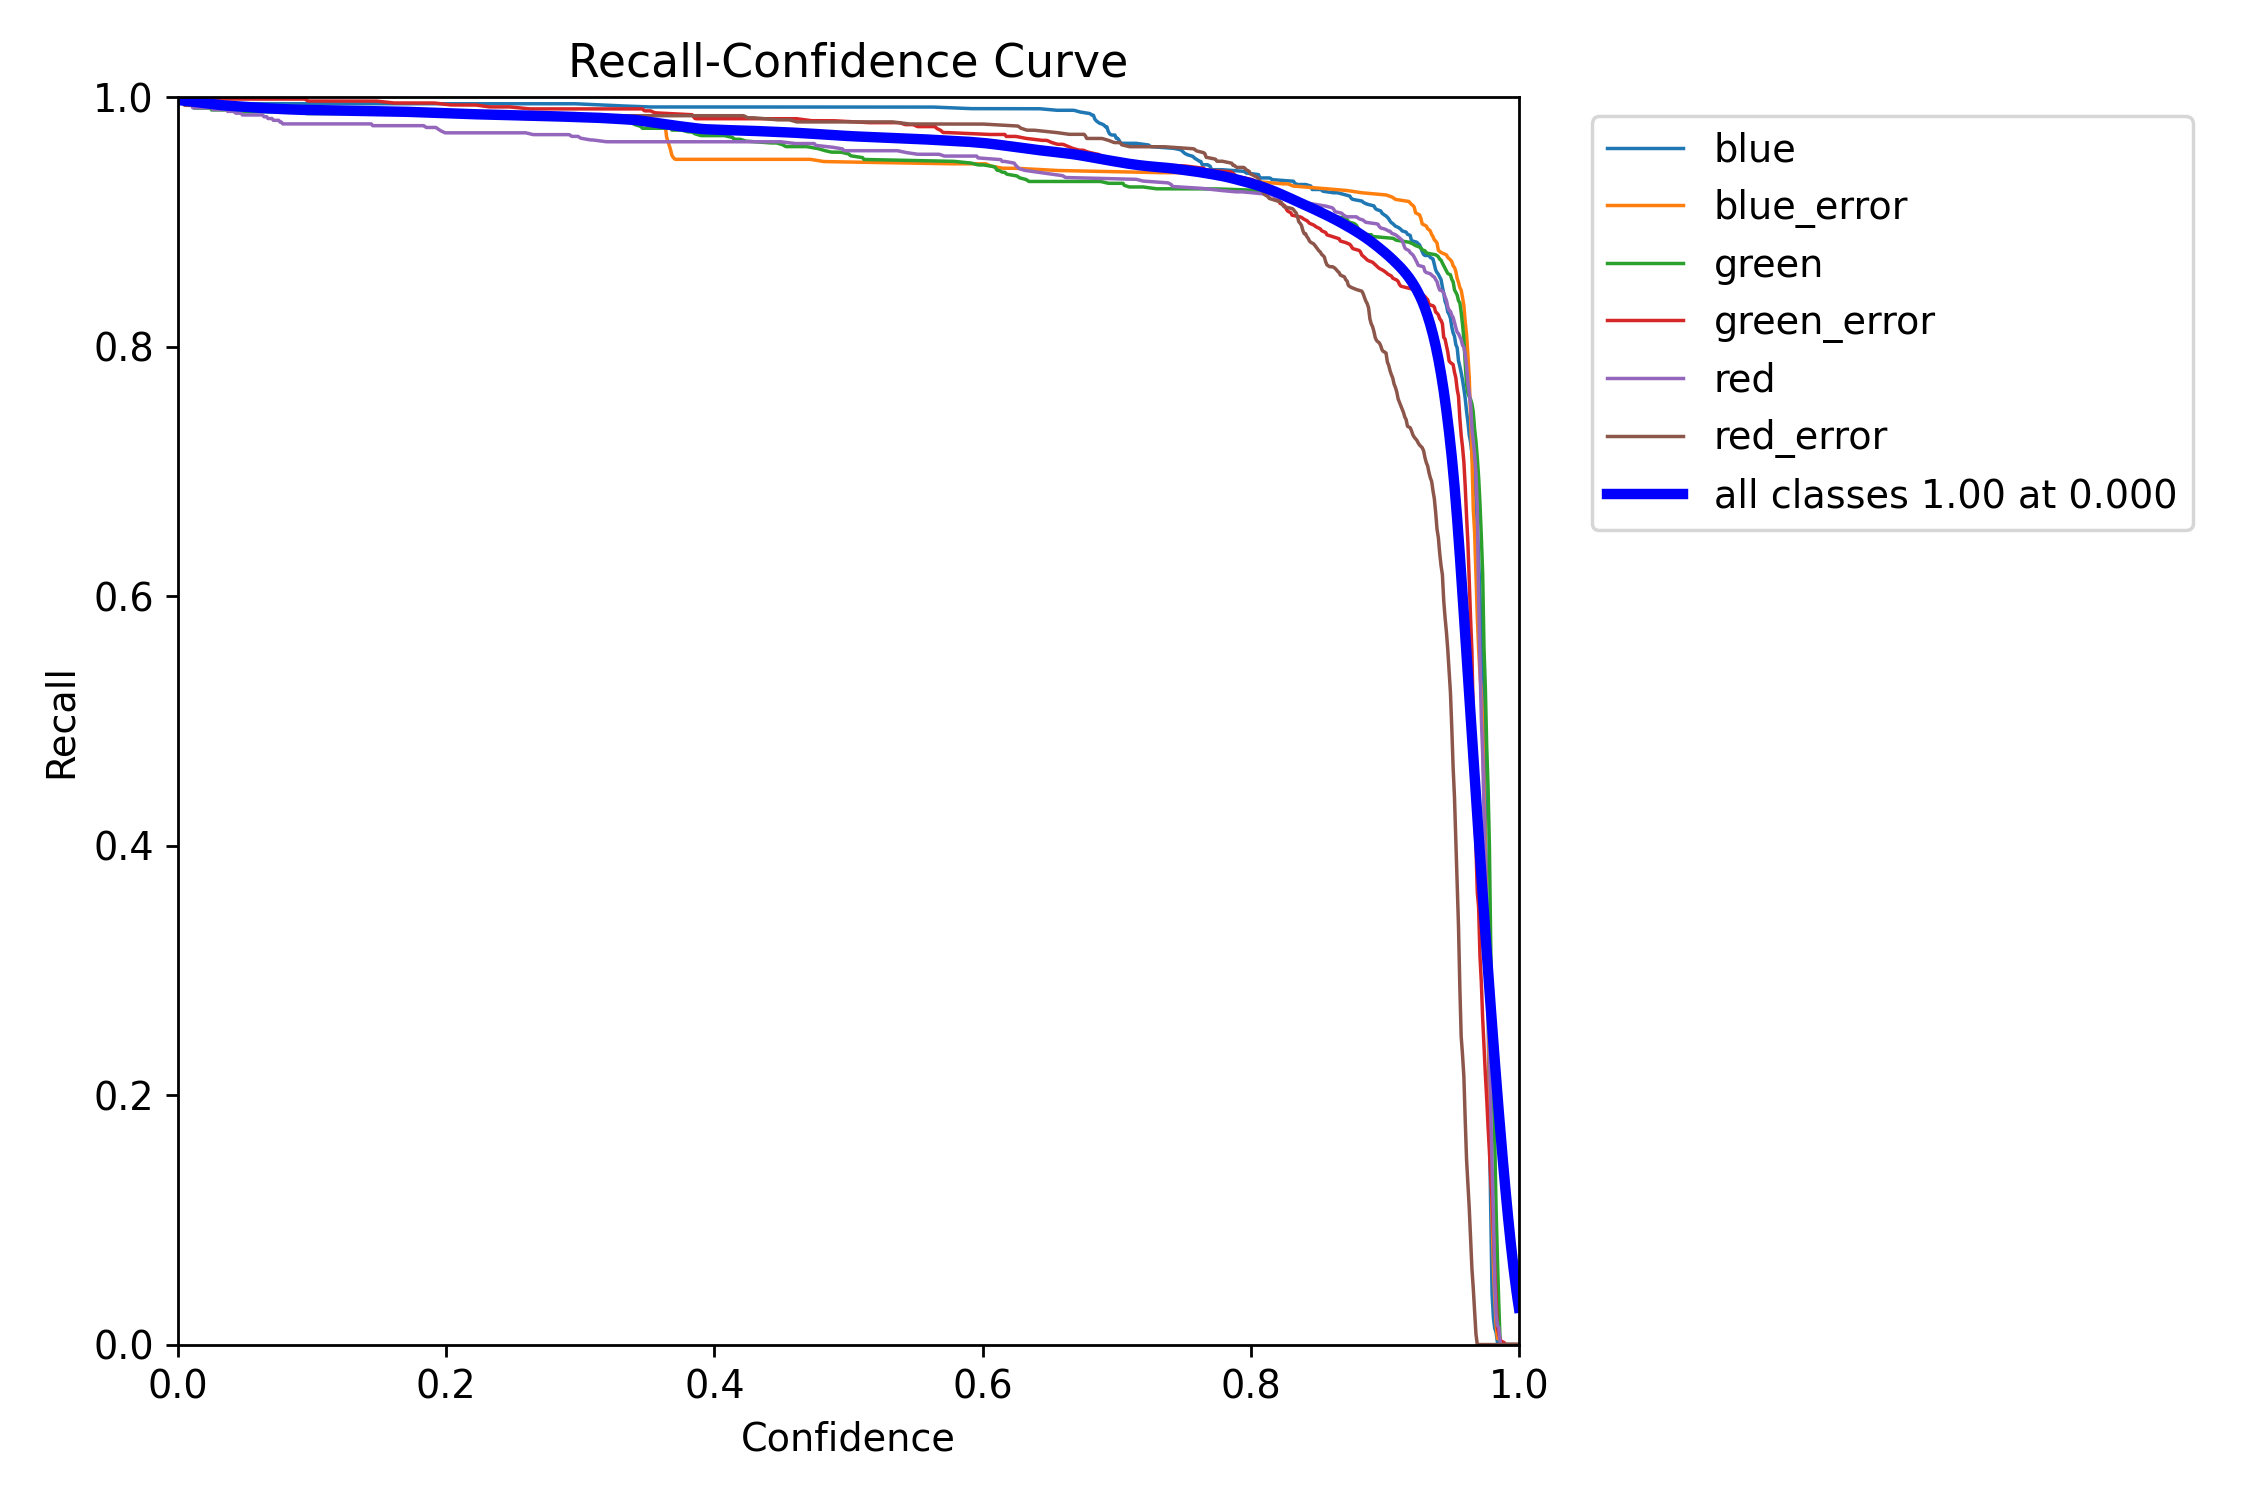 Recall-Confidence Curve
1.0
0.8
0.6
0.4
0.2
0.0
Recall
0.0 0.2 0.4 0.6 0.8 1.0
Confidence
blue
blue_error
green
green_error
red
red_error
all classes 1.00 at 0.000